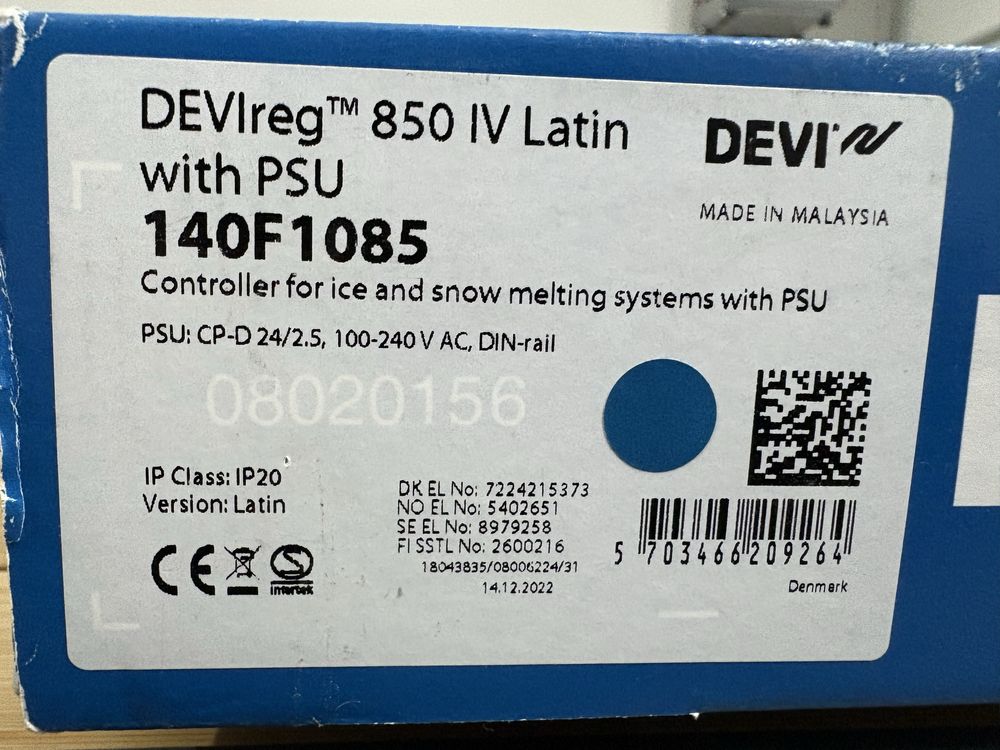 DEVIreg™ 850 IV Latin
with PSU
140F1085
Controller for ice and snow melting systems with PSU
PSU: CP-D 24/2.5, 100-240 V AC, DIN-rail
DEVI
MADE IN MALAYSIA
08020156
IP Class: IP20
Version: Latin
DK EL No: 7224215373
NO EL No: 5402651
SE EL No: 8979258
FI SSTL No: 2600216
18043835/08006224/31
14.12.2022
CE
S
Intertek
5 703466 209264
Denmark